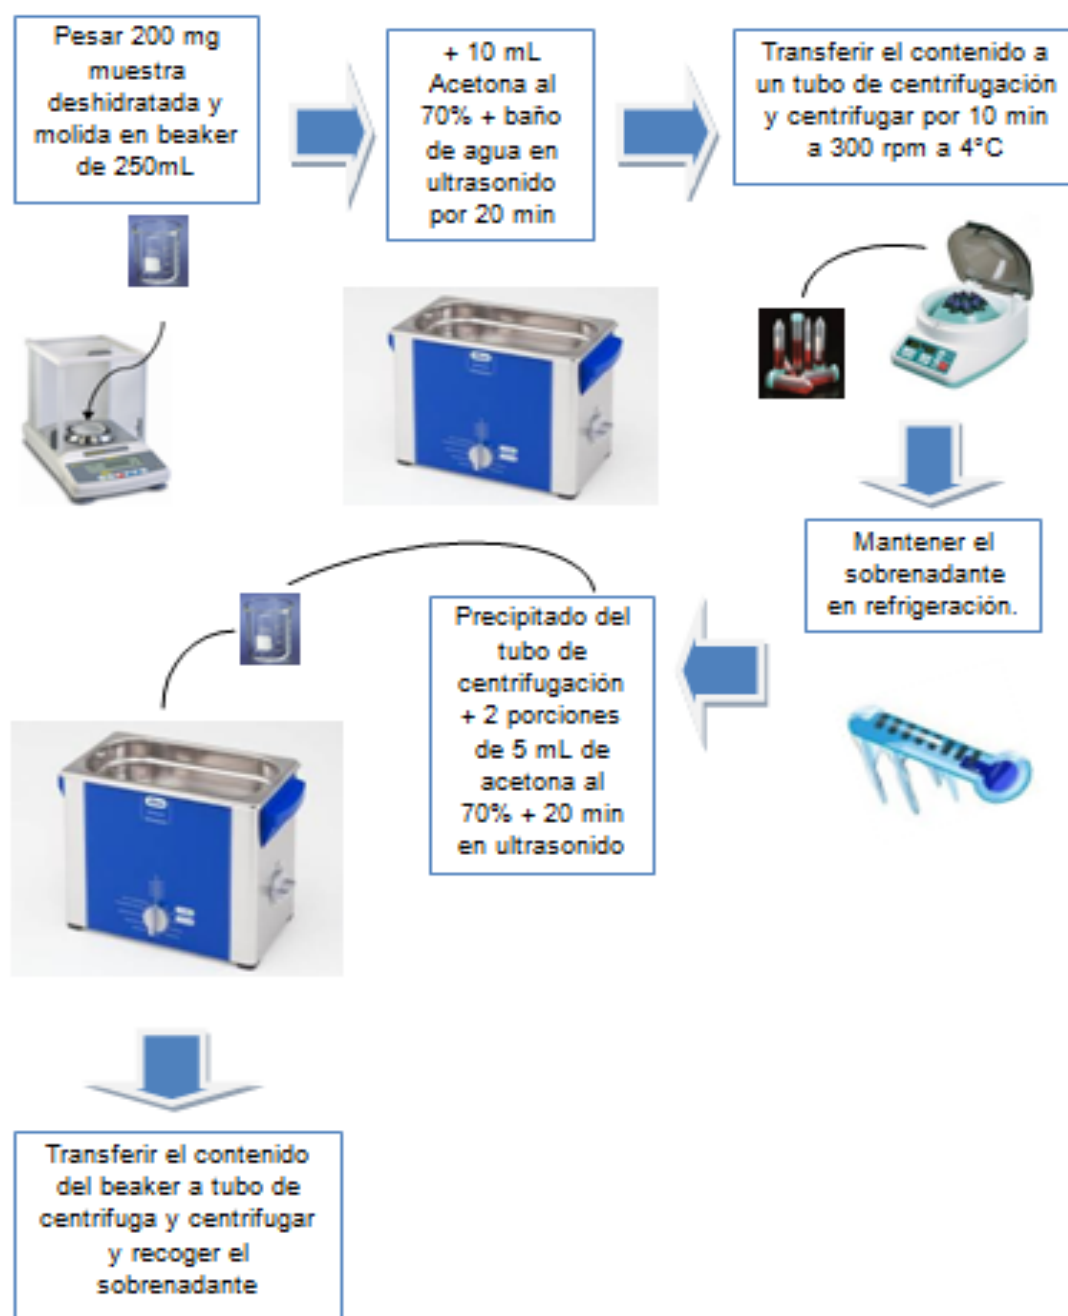 Pesar 200 mg
muestra
deshidratada y
molida en beaker
de 250mL
+ 10 mL
Acetona al
70% + baño
de agua en
ultrasonido
por 20 min
Transferir el contenido a
un tubo de centrifugación
y centrifugar por 10 min
a 300 rpm a 4°C
Mantener el
sobrenadante
en refrigeración.
Precipitado del
tubo de
centrifugación
+ 2 porciones
de 5 mL de
acetona al
70% + 20 min
en ultrasonido
Transferir el contenido
del beaker a tubo de
centrifuga y centrifugar
y recoger el
sobrenadante